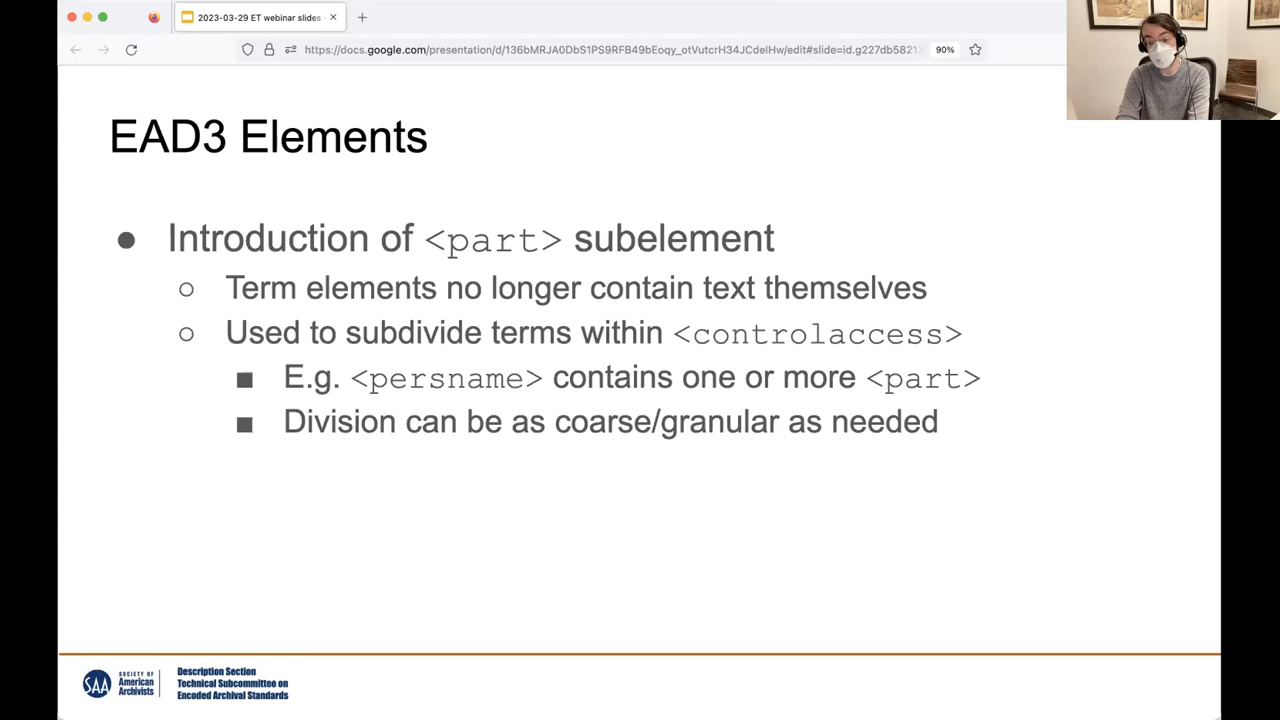 2023-03-29 ET webinar slides -
https://docs.google.com/presentation/d/136bMRJA0DbS1PS9RFB49bEoqy_otVutcrH34JCdelHw/edit#slide=id.g227db5821
90%
EAD3 Elements
● Introduction of <part> subelement
○ Term elements no longer contain text themselves
○ Used to subdivide terms within <controlaccess>
■ E.g. <persname> contains one or more <part>
■ Division can be as coarse/granular as needed
SAA
SOCIETY OF
American
Archivists
Description Section
Technical Subcommittee on
Encoded Archival Standards